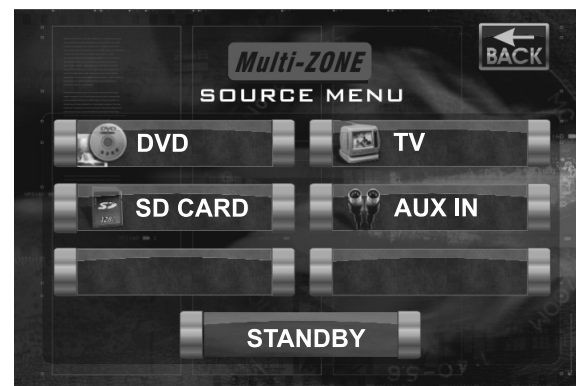 Multi-ZONE
BACK
SOURCE MENU
DVD
TV
SD CARD
AUX IN
STANDBY